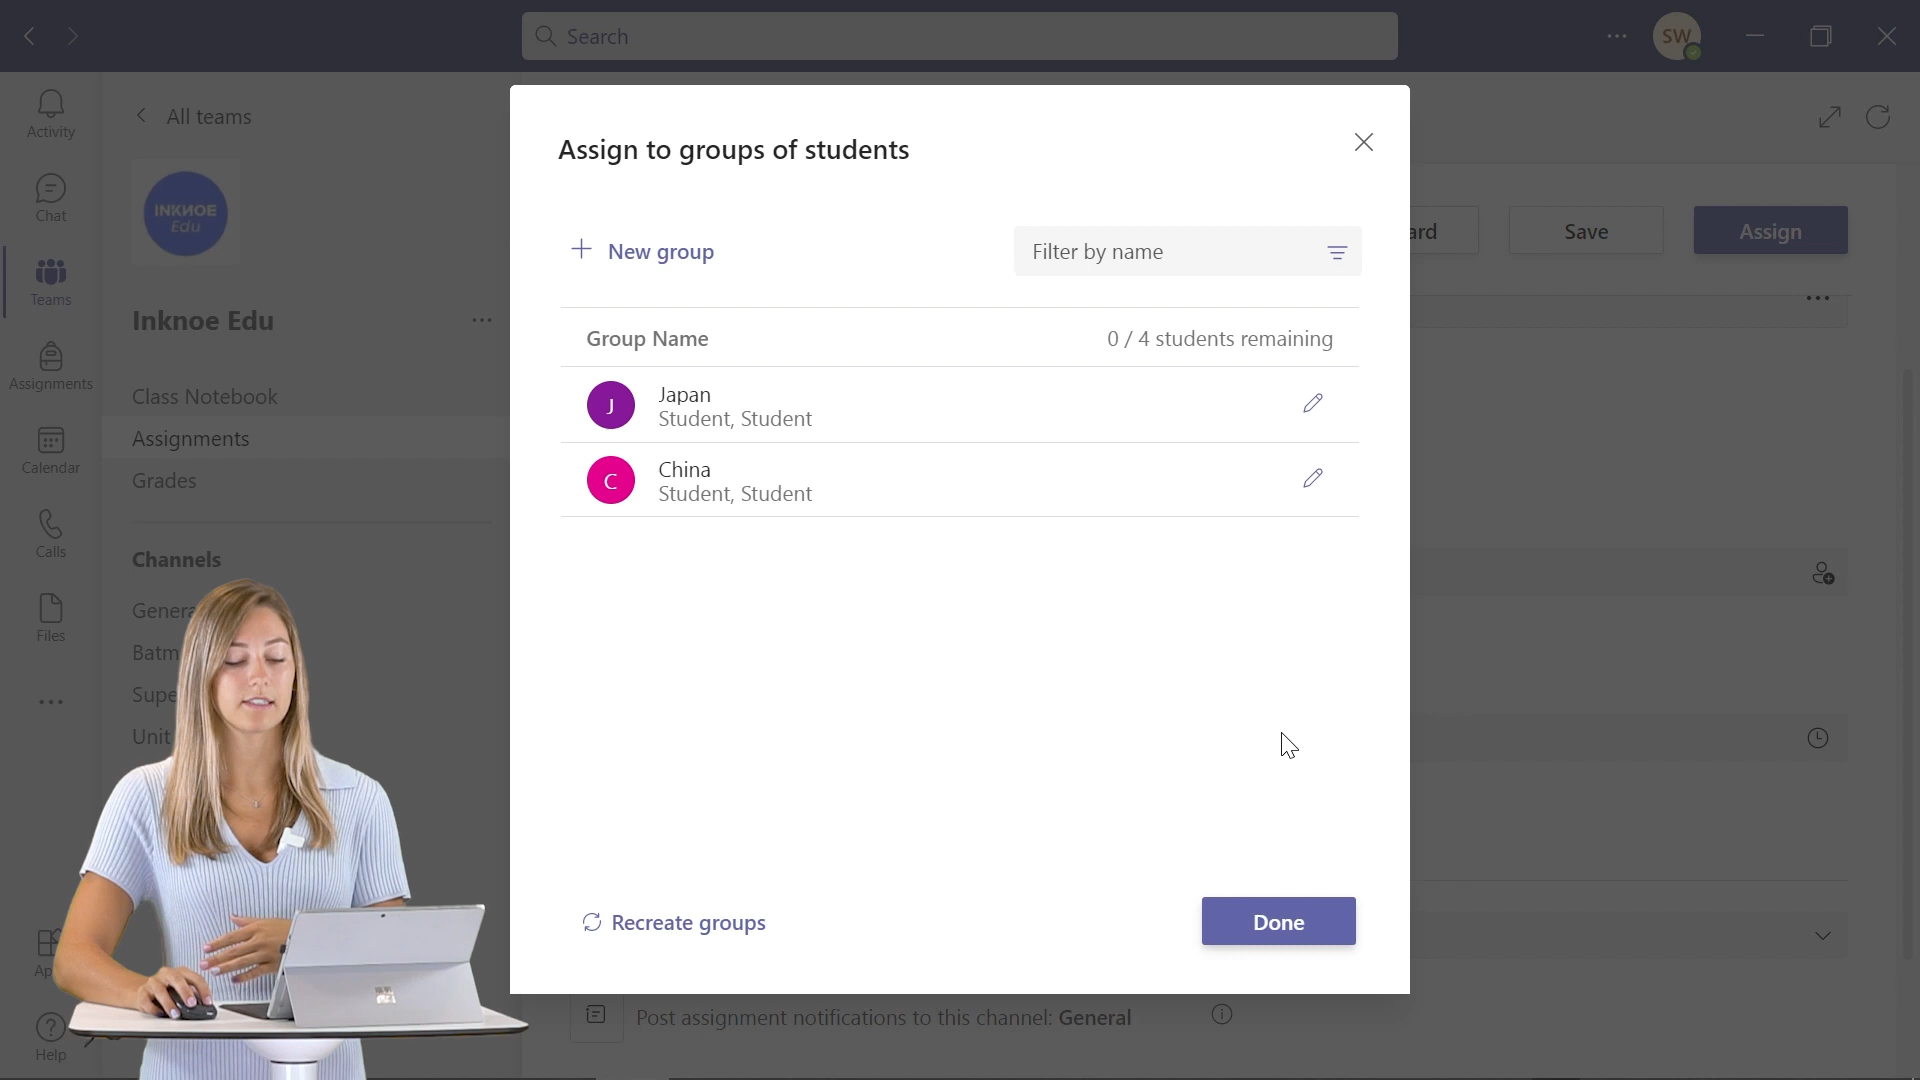 Search
SW
Activity
Chat
Teams
Assignments
Calendar
Calls
Files
Help
All teams
INKNOE
Edu
Inknoe Edu
Class Notebook
Assignments
Grades
Channels
Unit
Assign to groups of students
New group
Filter by name
Group Name
0 / 4 students remaining
J
Japan
Student, Student
C
China
Student, Student
Recreate groups
Done
Save
Assign
Post assignment notifications to this channel: General